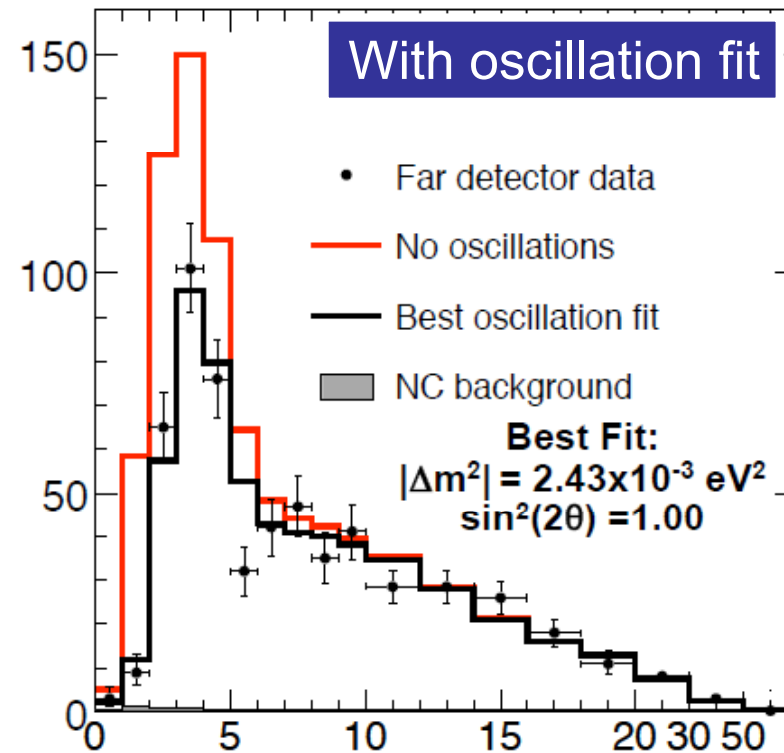 With oscillation fit
150
100
50
0
Far detector data
No oscillations
Best oscillation fit
NC background
Best Fit:
|Δm²| = 2.43x10⁻³ eV²
sin²(2θ) =1.00
0 5 10 15 20 30 50